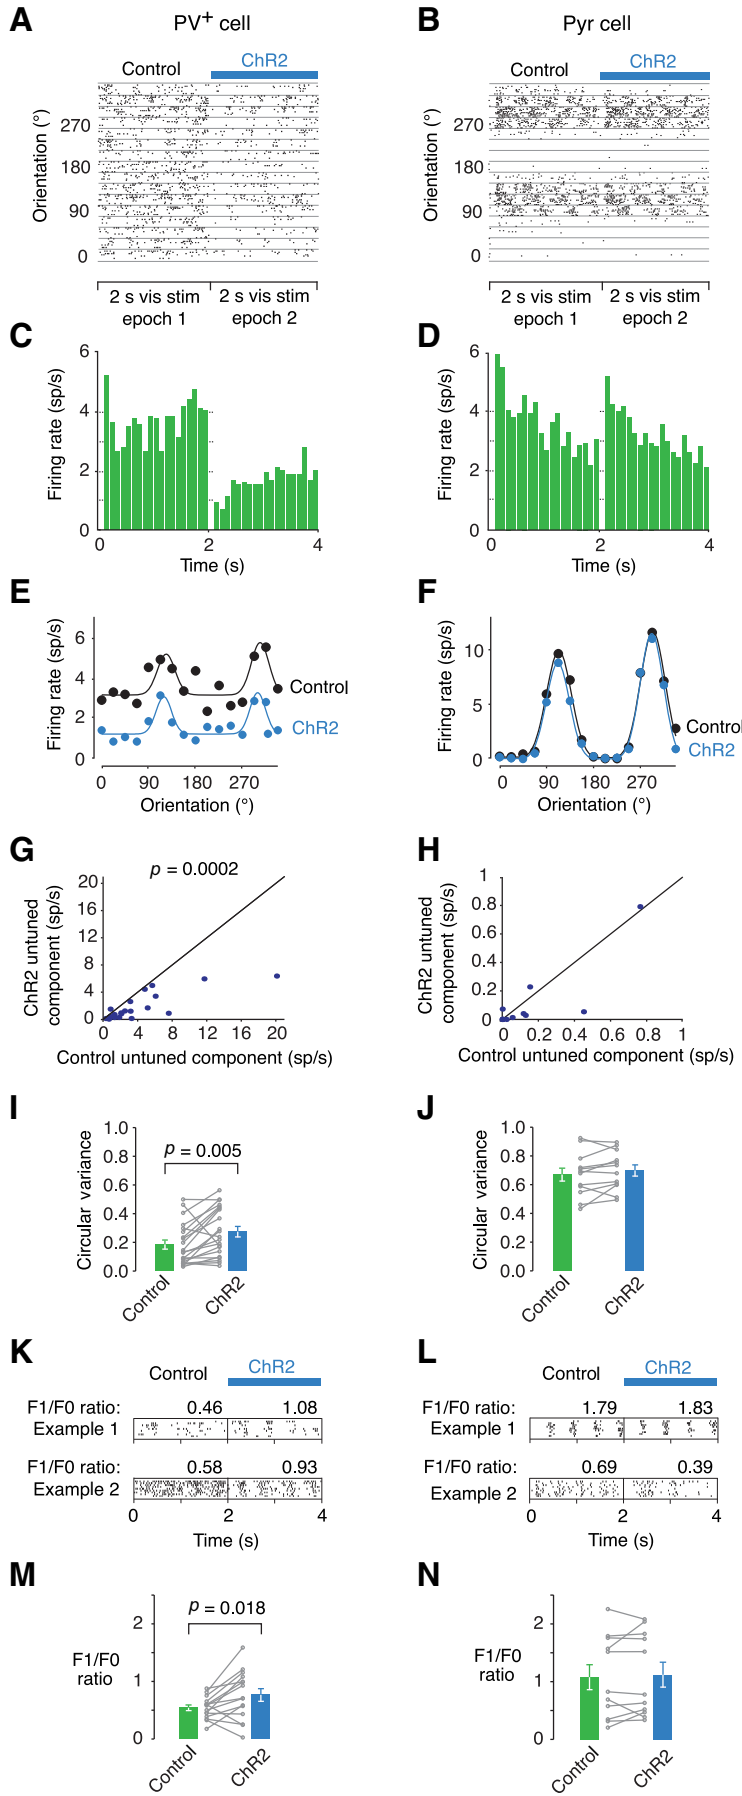 A
PV+ cell
Control
ChR2
Orientation (°)
270
180
90
0
2 s vis stim
epoch 1
2 s vis stim
epoch 2
B
Pyr cell
Control
ChR2
Orientation (°)
270
180
90
0
2 s vis stim
epoch 1
2 s vis stim
epoch 2
C
Firing rate (sp/s)
6
4
2
0
0
2
4
Time (s)
D
Firing rate (sp/s)
6
4
2
0
0
2
4
Time (s)
E
Firing rate (sp/s)
6
4
2
0
Control
ChR2
0
90
180
270
Orientation (°)
F
Firing rate (sp/s)
10
5
0
Control
ChR2
0
90
180
270
Orientation (°)
G
p = 0.0002
ChR2 untuned
component (sp/s)
20
16
12
8
4
0
0
4
8
12
16
20
Control untuned component (sp/s)
H
ChR2 untuned
component (sp/s)
1
0.8
0.6
0.4
0.2
0
0
0.2
0.4
0.6
0.8
1
Control untuned component (sp/s)
I
Circular variance
1.0
0.8
0.6
0.4
0.2
0.0
p = 0.005
Control
ChR2
J
Circular variance
1.0
0.8
0.6
0.4
0.2
0.0
Control
ChR2
K
Control
ChR2
F1/F0 ratio:
0.46
1.08
Example 1
F1/F0 ratio:
0.58
0.93
Example 2
0
2
4
Time (s)
L
Control
ChR2
F1/F0 ratio:
1.79
1.83
Example 1
F1/F0 ratio:
0.69
0.39
Example 2
0
2
4
Time (s)
M
p = 0.018
F1/F0
ratio
2
1
0
Control
ChR2
N
F1/F0
ratio
2
1
0
Control
ChR2